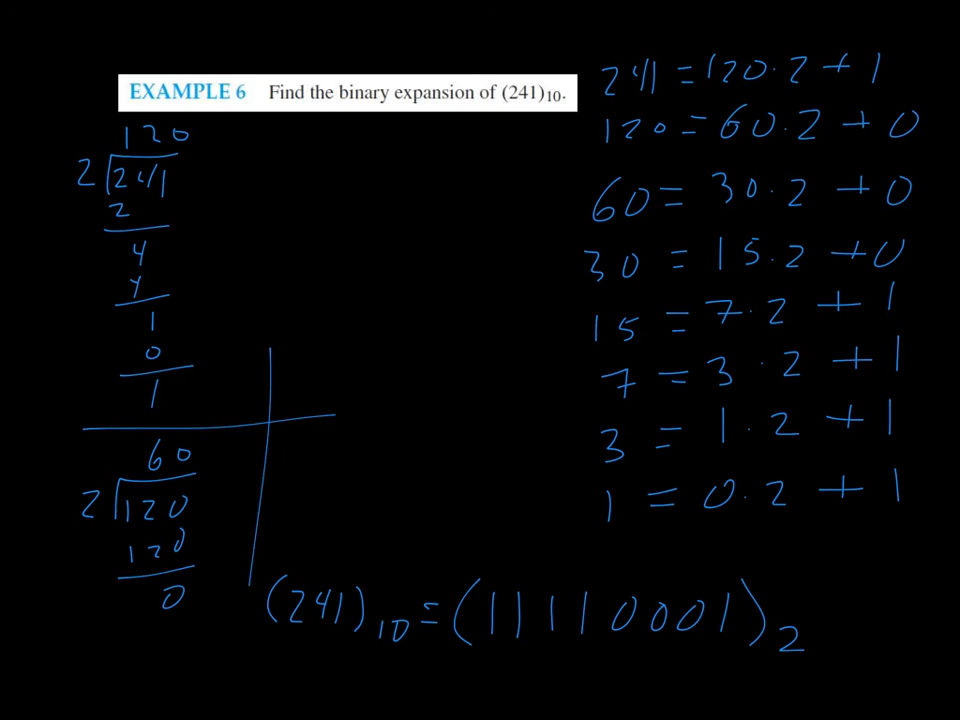 EXAMPLE 6 Find the binary expansion of (241)₁₀.
120
2 241
2
4
4
1
0
1
60
2 120
120
0
241 = 120 · 2 + 1
120 = 60 · 2 + 0
60 = 30 · 2 + 0
30 = 15 · 2 + 0
15 = 7 · 2 + 1
7 = 3 · 2 + 1
3 = 1 · 2 + 1
1 = 0 · 2 + 1
(241)₁₀ = (11110001)₂